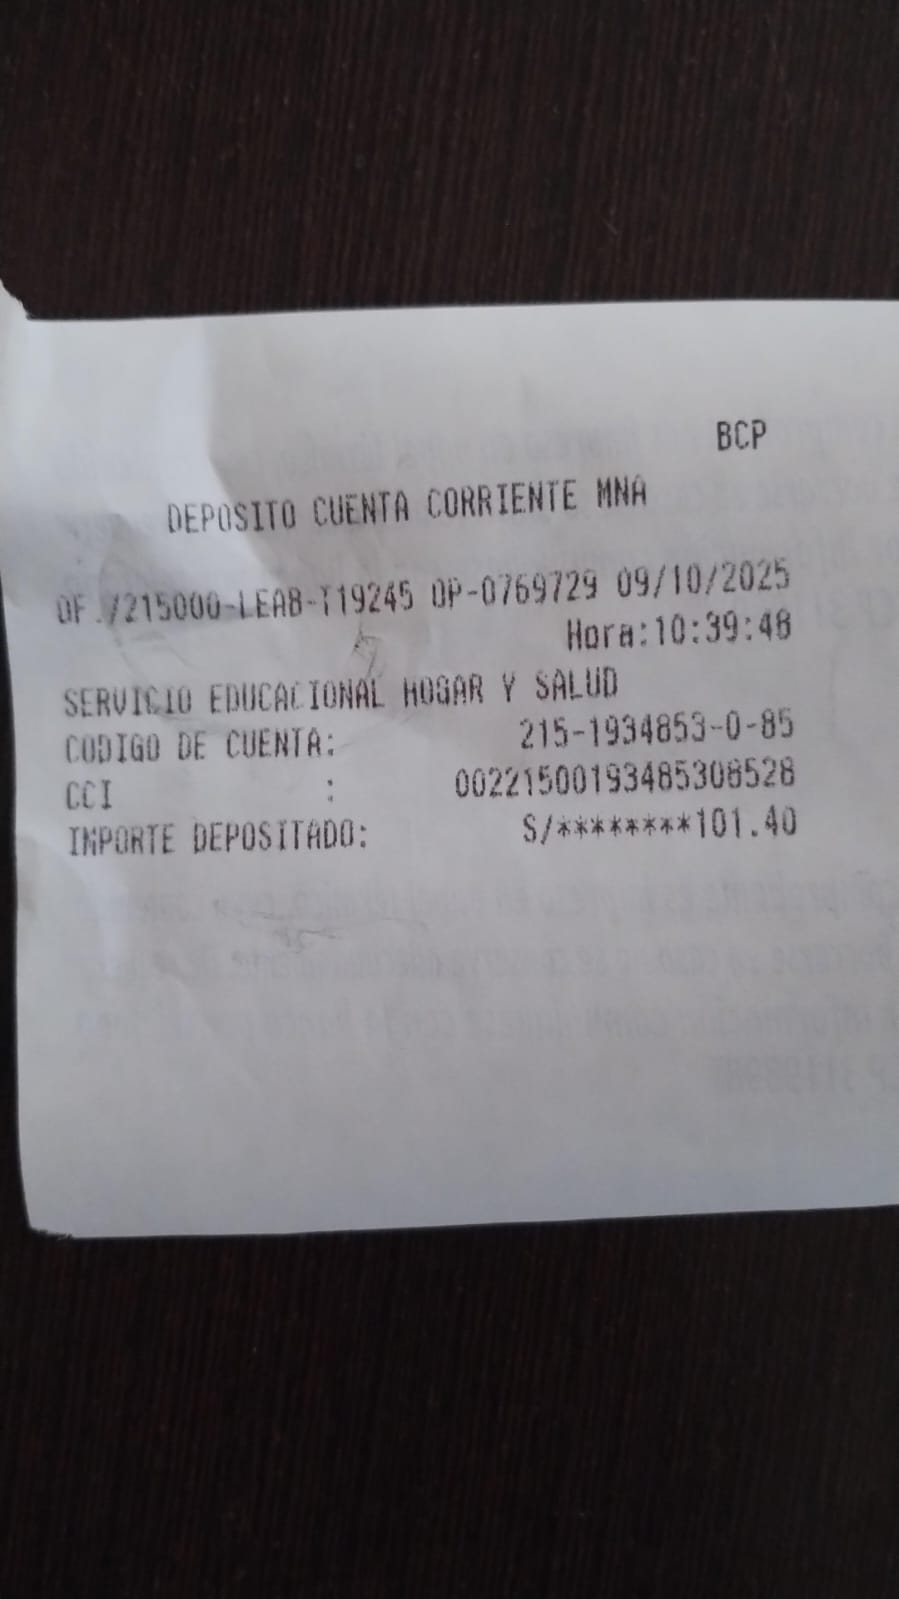 BCP
DEPOSITO CUENTA CORRIENTE MNA
OF./215000-LEAB-T19245 OP-0769729 09/10/2025
Hora:10:39:48
SERVICIO EDUCACIONAL HOGAR Y SALUD
CODIGO DE CUENTA: 215-1934853-0-85
CCI : 00221500193485308528
IMPORTE DEPOSITADO: S/********101.40